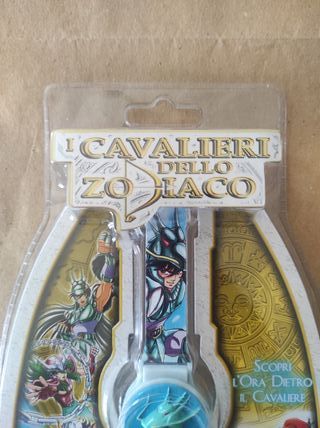 I CAVALIERI
DELLO
ZODIACO
SCOPRI
L'ORA DIETRO
IL CAVALIERE